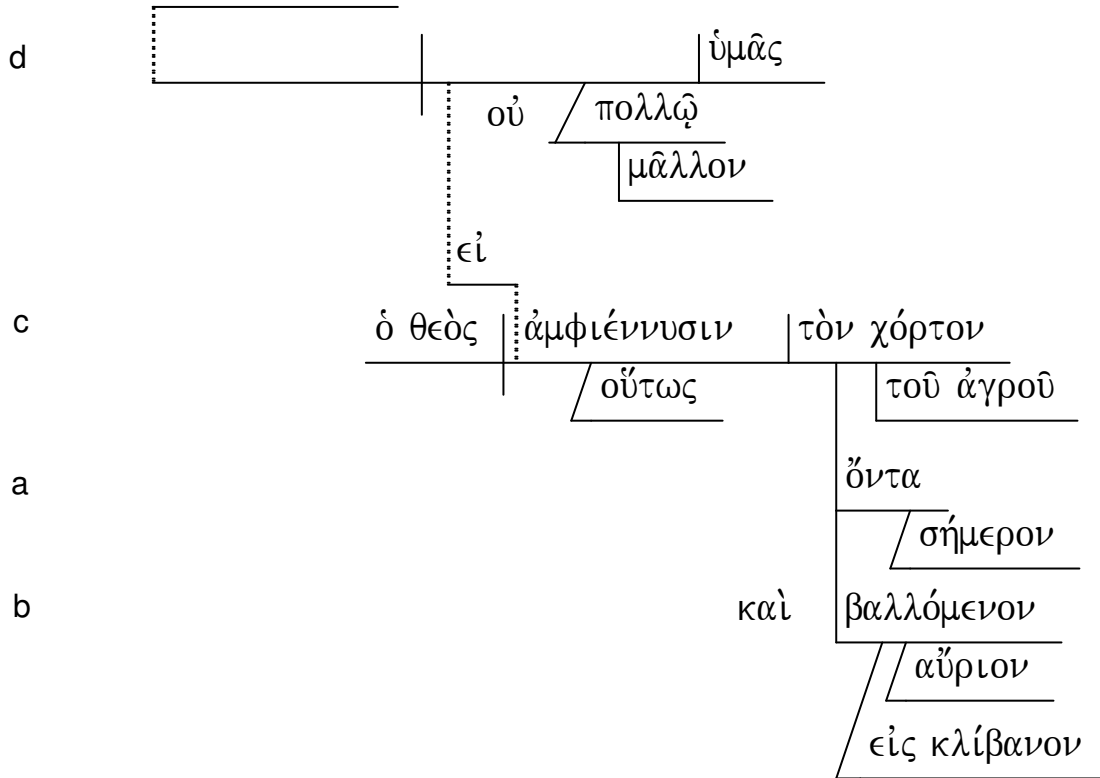 d ὑμᾶς
οὐ πολλῷ
μᾶλλον
εἰ
c ὁ θεὸς ἀμφιέννυσιν τὸν χόρτον
οὕτως τοῦ ἀγροῦ
a ὄντα
σήμερον
b καὶ βαλλόμενον
αὔριον
εἰς κλίβανον